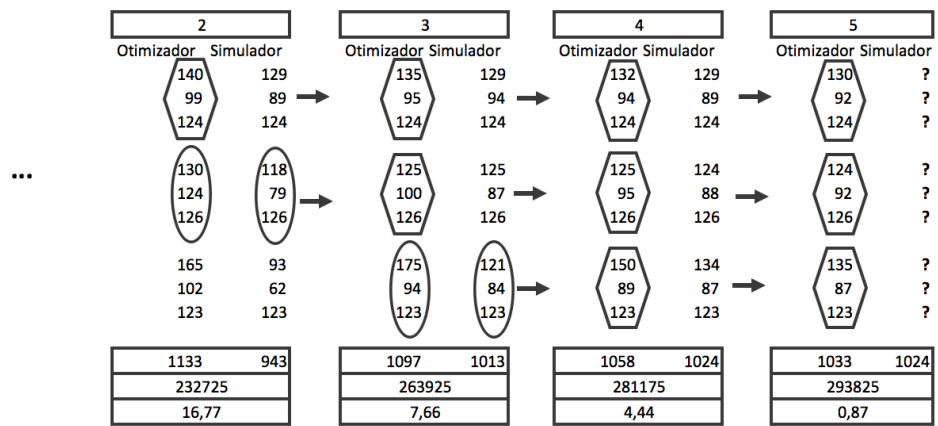 2 3 4 5
Otimizador Simulador Otimizador Simulador Otimizador Simulador Otimizador Simulador
140 129 135 129 132 129 130 ?
99 89 95 94 94 89 92 ?
124 124 124 124 124 124 124 ?
130 118 125 125 125 124 124 ?
... 124 79 100 87 95 88 92 ?
126 126 126 126 126 126 126 ?
165 93 175 121 150 134 135 ?
102 62 94 84 89 87 87 ?
123 123 123 123 123 123 123 ?
1133 943 1097 1013 1058 1024 1033 1024
232725 263925 281175 293825
16,77 7,66 4,44 0,87